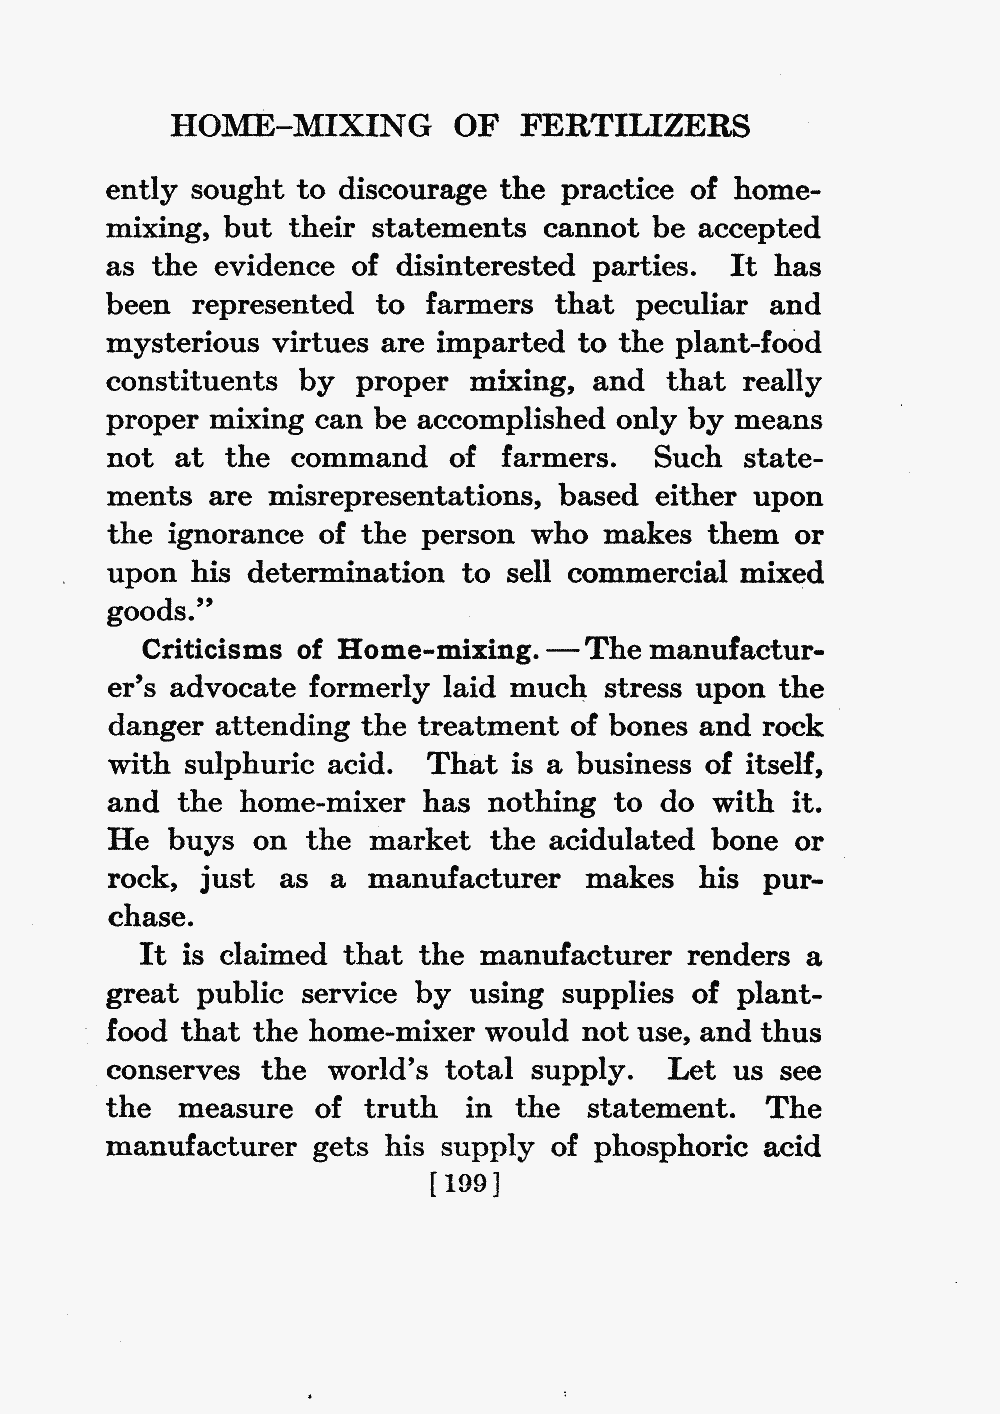 HOME-MIXING OF FERTILIZERS
ently sought to discourage the practice of home-
mixing, but their statements cannot be accepted
as the evidence of disinterested parties. It has
been represented to farmers that peculiar and
mysterious virtues are imparted to the plant-food
constituents by proper mixing, and that really
proper mixing can be accomplished only by means
not at the command of farmers. Such state-
ments are misrepresentations, based either upon
the ignorance of the person who makes them or
upon his determination to sell commercial mixed
goods.”
Criticisms of Home-mixing. — The manufactur-
er’s advocate formerly laid much stress upon the
danger attending the treatment of bones and rock
with sulphuric acid. That is a business of itself,
and the home-mixer has nothing to do with it.
He buys on the market the acidulated bone or
rock, just as a manufacturer makes his pur-
chase.
It is claimed that the manufacturer renders a
great public service by using supplies of plant-
food that the home-mixer would not use, and thus
conserves the world’s total supply. Let us see
the measure of truth in the statement. The
manufacturer gets his supply of phosphoric acid
[199]